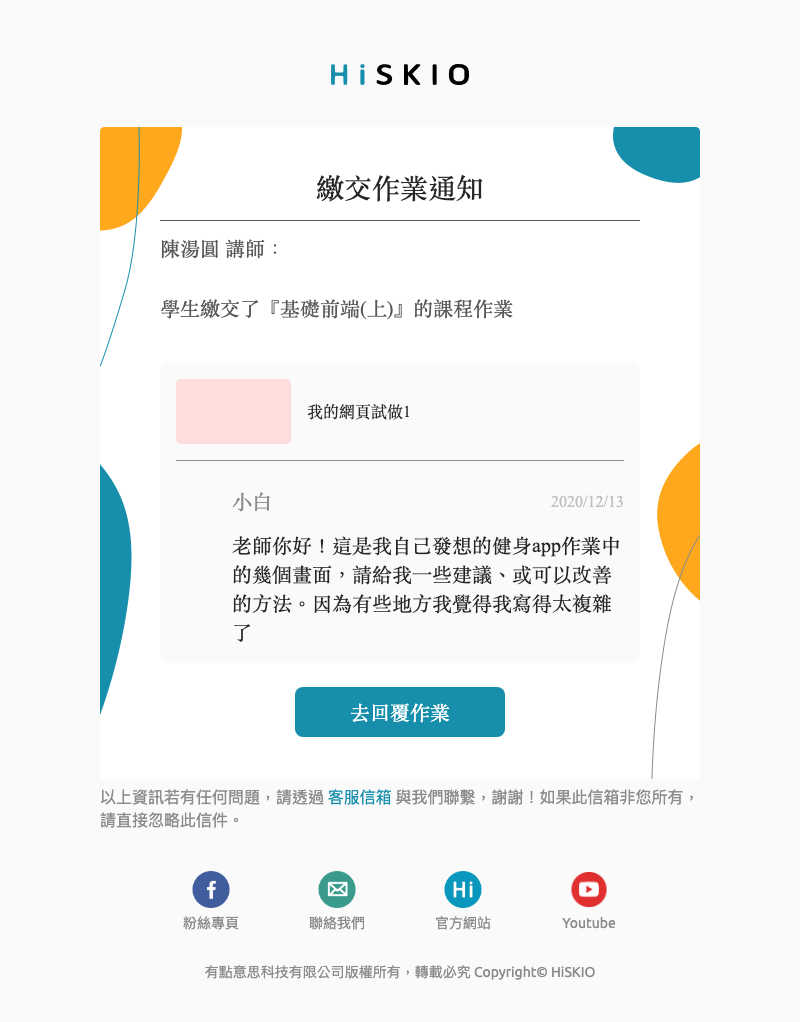 HiSKIO
繳交作業通知
陳湯圓 講師：
學生繳交了『基礎前端(上)』的課程作業
我的網頁試做1
小白
2020/12/13
老師你好！這是我自己發想的健身app作業中
的幾個畫面，請給我一些建議、或可以改善
的方法。因為有些地方我覺得我寫得太複雜
了
去回覆作業
以上資訊若有任何問題，請透過 客服信箱 與我們聯繫，謝謝！如果此信箱非您所有，
請直接忽略此信件。
Hi
粉絲專頁
聯絡我們
官方網站
Youtube
有點意思科技有限公司版權所有，轉載必究 Copyright© HiSKIO